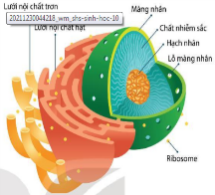 Lưới nội chất trơn
20211230044218_wm_shs-sinh-hoc-10
Lưới nội chất hạt
Màng nhân
Chất nhiễm sắc
Hạch nhân
Lỗ màng nhân
Ribosome